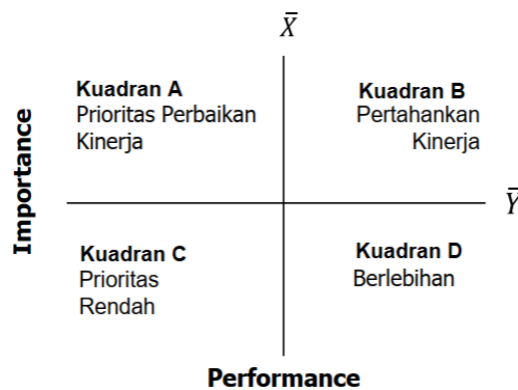 X̄
Kuadran A
Prioritas Perbaikan
Kinerja
Kuadran B
Pertahankan
Kinerja
Importance
Ȳ
Kuadran C
Prioritas
Rendah
Kuadran D
Berlebihan
Performance